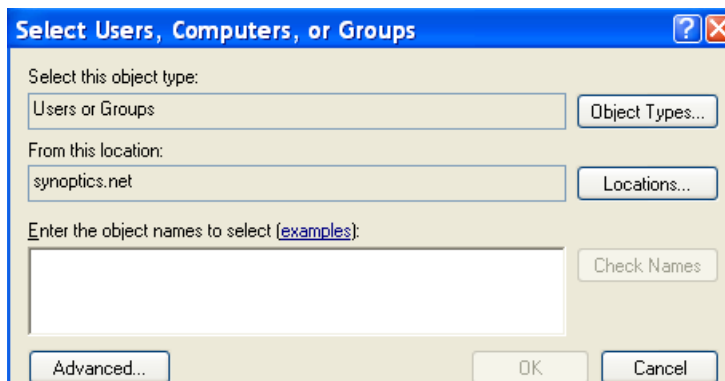 Select Users, Computers, or Groups
Select this object type:
Users or Groups
Object Types...
From this location:
synoptics.net
Locations...
Enter the object names to select (examples):
Check Names
Advanced...
OK
Cancel